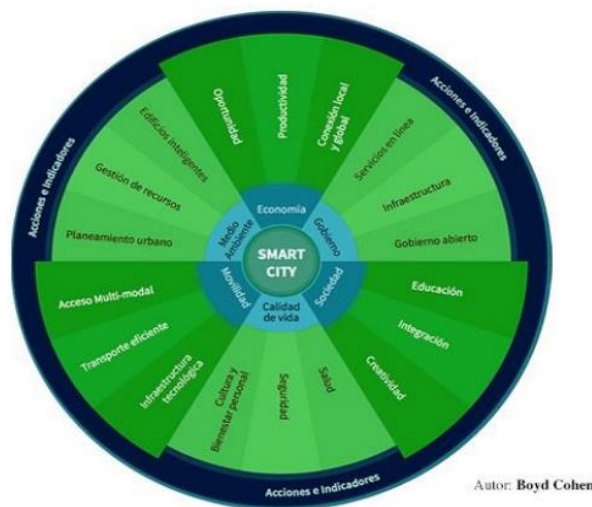 Acciones e Indicadores
Acciones e Indicadores
Acciones e Indicadores
SMART
CITY
Economía
Gobierno
Sociedad
Calidad
de vida
Movilidad
Medio
Ambiente
Oportunidad
Productividad
Conexión local
y global
Servicios en línea
Infraestructura
Gobierno abierto
Educación
Integración
Creatividad
Salud
Seguridad
Cultura y
Bienestar personal
Infraestructura
tecnológica
Transporte eficiente
Acceso Multi-modal
Planeamiento urbano
Gestión de recursos
Edificios inteligentes
Autor: Boyd Cohen